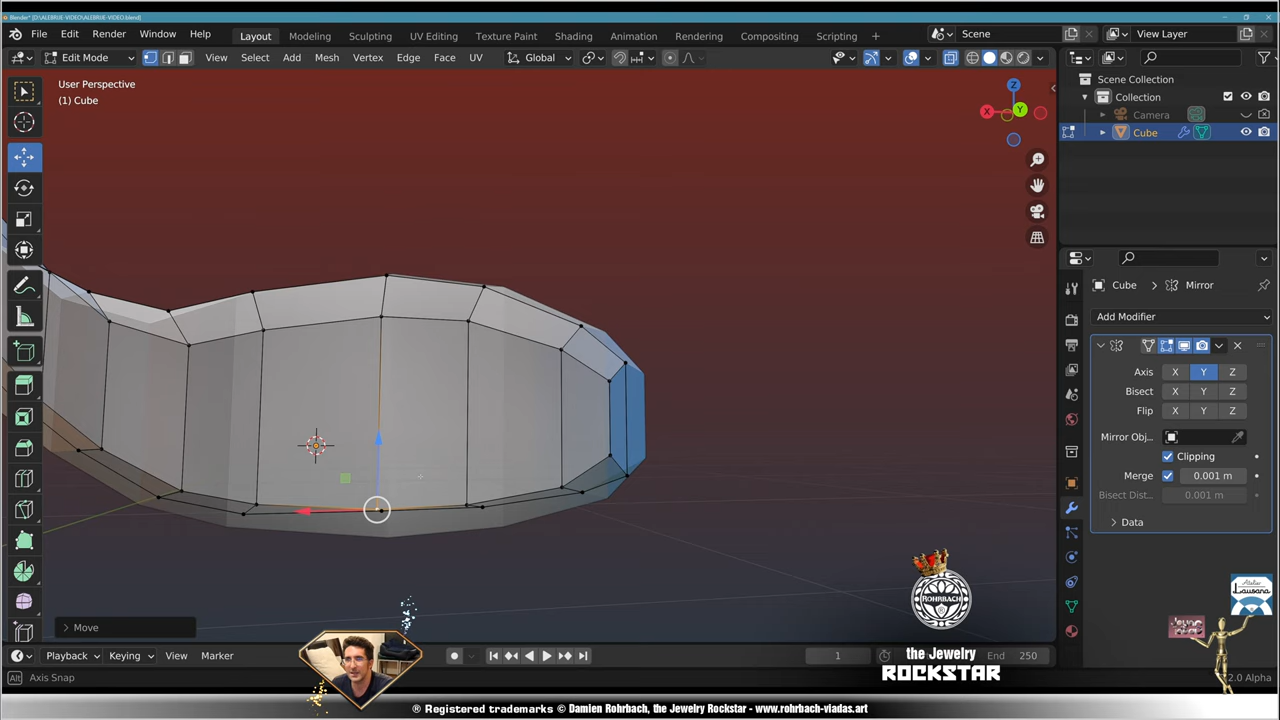 Blender* [D:\ALEBRIJE-VIDEO\ALEBRIJE-VIDEO.blend]
File Edit Render Window Help
Layout Modeling Sculpting UV Editing Texture Paint Shading Animation Rendering Compositing Scripting +
Scene
View Layer
Edit Mode
View Select Add Mesh Vertex Edge Face UV
Global
User Perspective
(1) Cube
Z
X
Y
Scene Collection
Collection
Camera
Cube
Cube > Mirror
Add Modifier
Axis X Y Z
Bisect X Y Z
Flip X Y Z
Mirror Obj...
Clipping
Merge 0.001 m
Bisect Dist... 0.001 m
Data
Move
Playback Keying View Marker
1
End 250
Alt Axis Snap
2.0 Alpha
ROHRBACH
the Jewelry
ROCKSTAR
Atelier
Lausana
® Registered trademarks © Damien Rohrbach, the Jewelry Rockstar - www.rohrbach-viadas.art